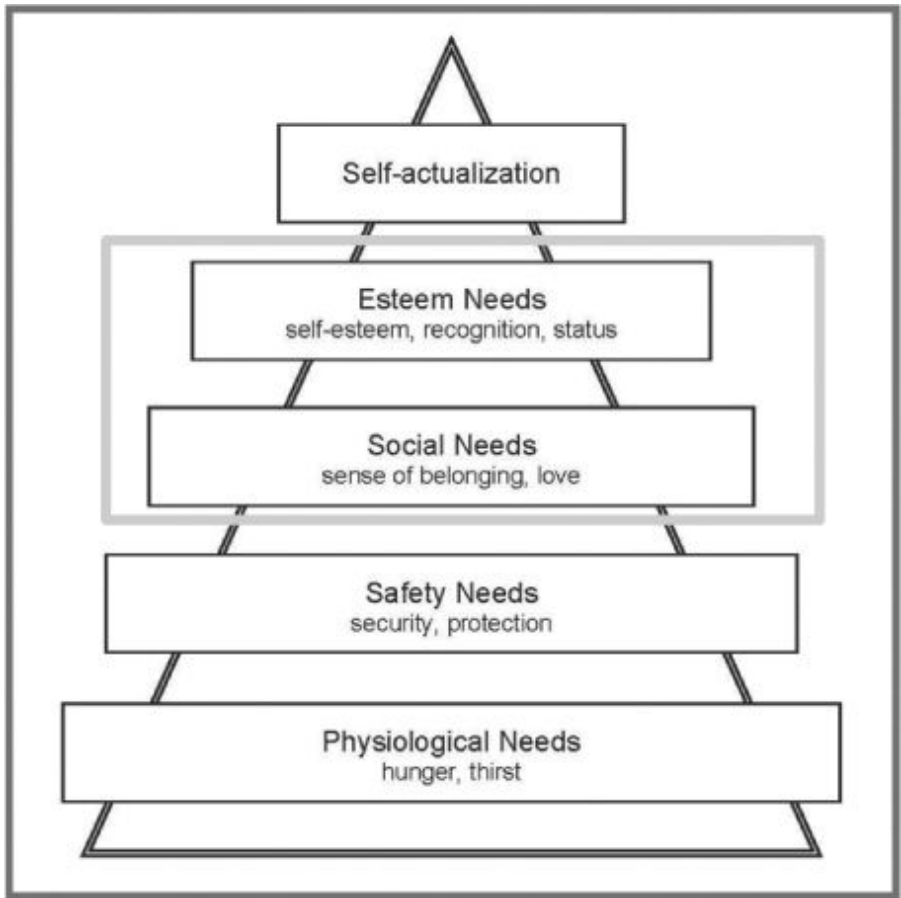 Self-actualization
Esteem Needs
self-esteem, recognition, status
Social Needs
sense of belonging, love
Safety Needs
security, protection
Physiological Needs
hunger, thirst